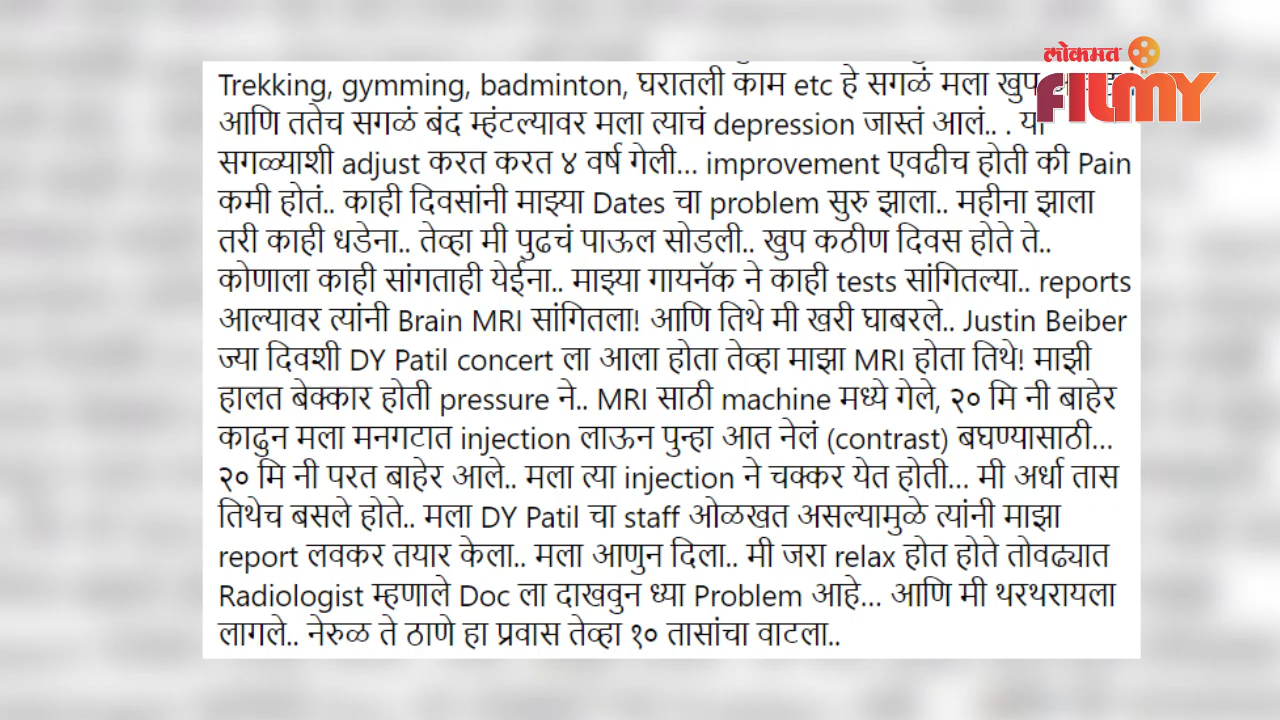 लोकमत
FILMY
Trekking, gymming, badminton, घरातली काम etc हे सगळं मला खुप
आणि ततेच सगळं बंद म्हंटल्यावर मला त्याचं depression जास्तं आलं.. . या
सगळ्याशी adjust करत करत ४ वर्ष गेली... improvement एवढीच होती की Pain
कमी होतं.. काही दिवसांनी माझ्या Dates चा problem सुरु झाला.. महीना झाला
तरी काही धडेना.. तेव्हा मी पुढचं पाऊल सोडली.. खुप कठीण दिवस होते ते..
कोणाला काही सांगताही येईना.. माझ्या गायनॅक ने काही tests सांगितल्या.. reports
आल्यावर त्यांनी Brain MRI सांगितला! आणि तिथे मी खरी घाबरले.. Justin Beiber
ज्या दिवशी DY Patil concert ला आला होता तेव्हा माझा MRI होता तिथे! माझी
हालत बेक्कार होती pressure ने.. MRI साठी machine मध्ये गेले, २० मि नी बाहेर
काढुन मला मनगटात injection लाऊन पुन्हा आत नेलं (contrast) बघण्यासाठी...
२० मि नी परत बाहेर आले.. मला त्या injection ने चक्कर येत होती... मी अर्धा तास
तिथेच बसले होते.. मला DY Patil चा staff ओळखत असल्यामुळे त्यांनी माझा
report लवकर तयार केला.. मला आणुन दिला.. मी जरा relax होत होते तोवढ्यात
Radiologist म्हणाले Doc ला दाखवुन ध्या Problem आहे... आणि मी थरथरायला
लागले.. नेरुळ ते ठाणे हा प्रवास तेव्हा १० तासांचा वाटला..